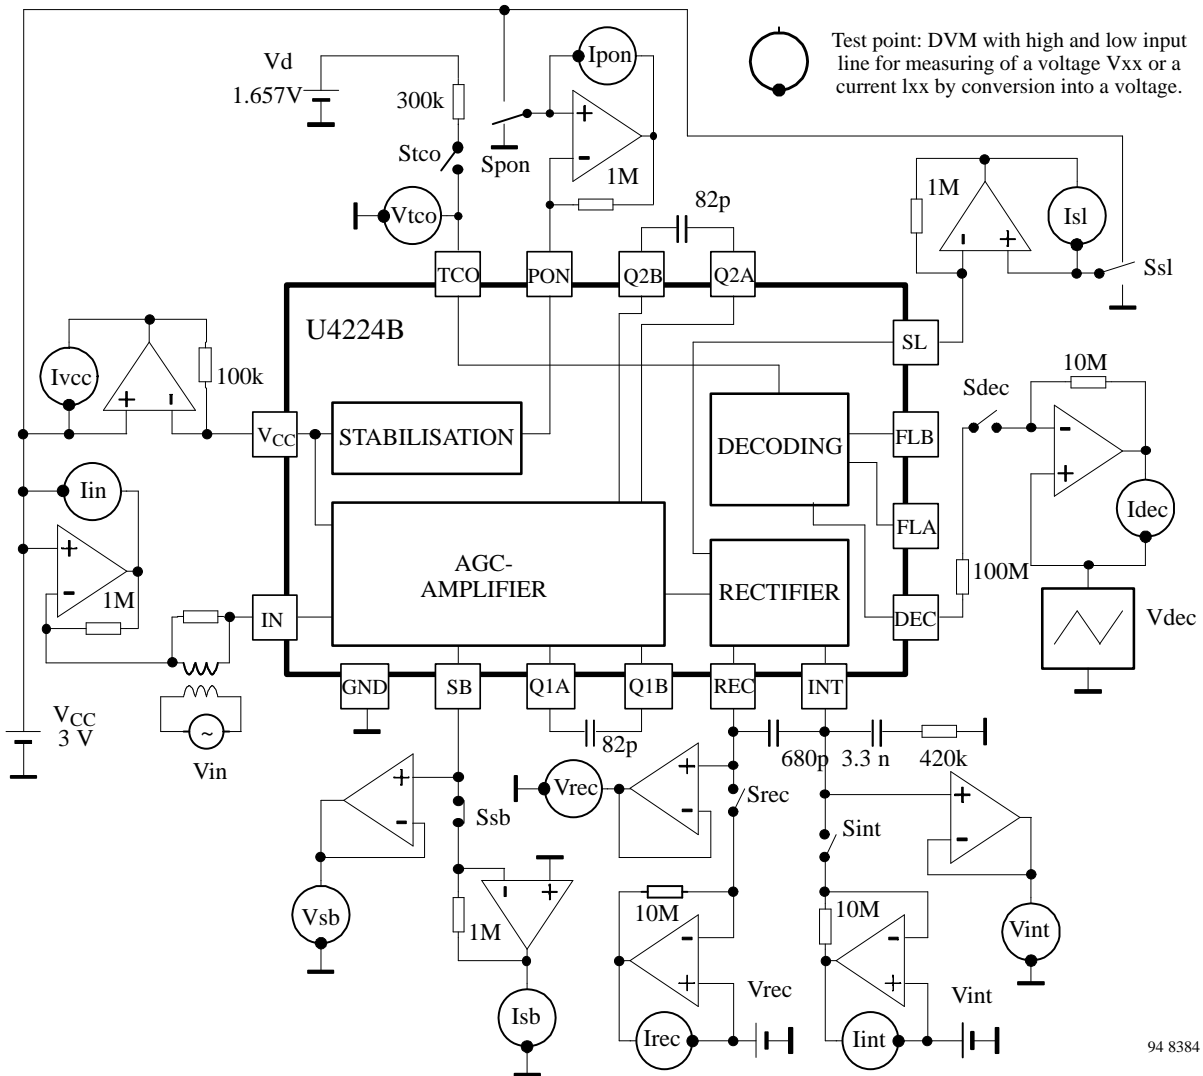 Test point: DVM with high and low input
line for measuring of a voltage Vxx or a
current Ixx by conversion into a voltage.
Vd
1.657V
300k
Ipon
Stco
Spon
1M
Vtco
82p
1M
Isl
Ssl
TCO
PON
Q2B
Q2A
U4224B
SL
Ivcc
100k
10M
Sdec
VCC
STABILISATION
DECODING
FLB
Iin
Idec
FLA
AGC-
AMPLIFIER
RECTIFIER
1M
100M
IN
DEC
Vdec
GND
SB
Q1A
Q1B
REC
INT
VCC
3 V
Vin
82p
680p
3.3 n
420k
Vrec
Srec
Ssb
Sint
Vsb
1M
10M
10M
Vint
Isb
Vrec
Vint
Irec
Iint
94 8384